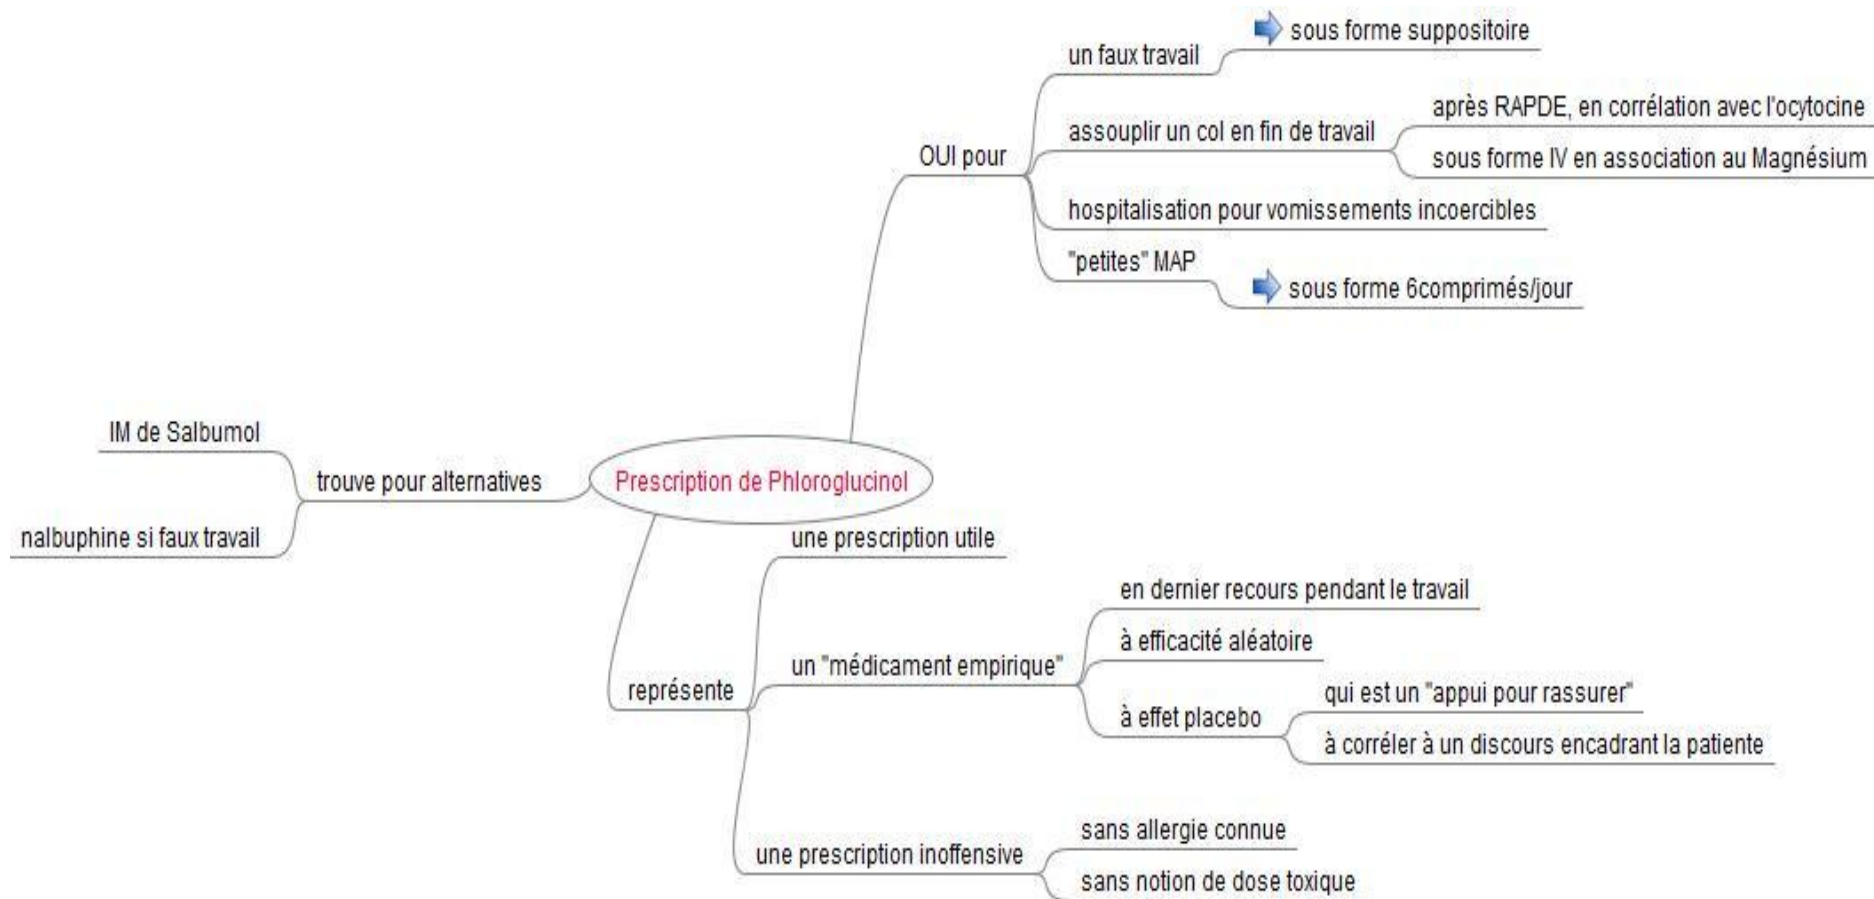 sous forme suppositoire
un faux travail
après RAPDE, en corrélation avec l'ocytocine
assouplir un col en fin de travail
sous forme IV en association au Magnésium
OUI pour
hospitalisation pour vomissements incoercibles
"petites" MAP
sous forme 6comprimés/jour
IM de Salbumol
trouve pour alternatives
nalbuphine si faux travail
Prescription de Phloroglucinol
une prescription utile
en dernier recours pendant le travail
à efficacité aléatoire
un "médicament empirique"
représente
qui est un "appui pour rassurer"
à effet placebo
à corréler à un discours encadrant la patiente
sans allergie connue
une prescription inoffensive
sans notion de dose toxique